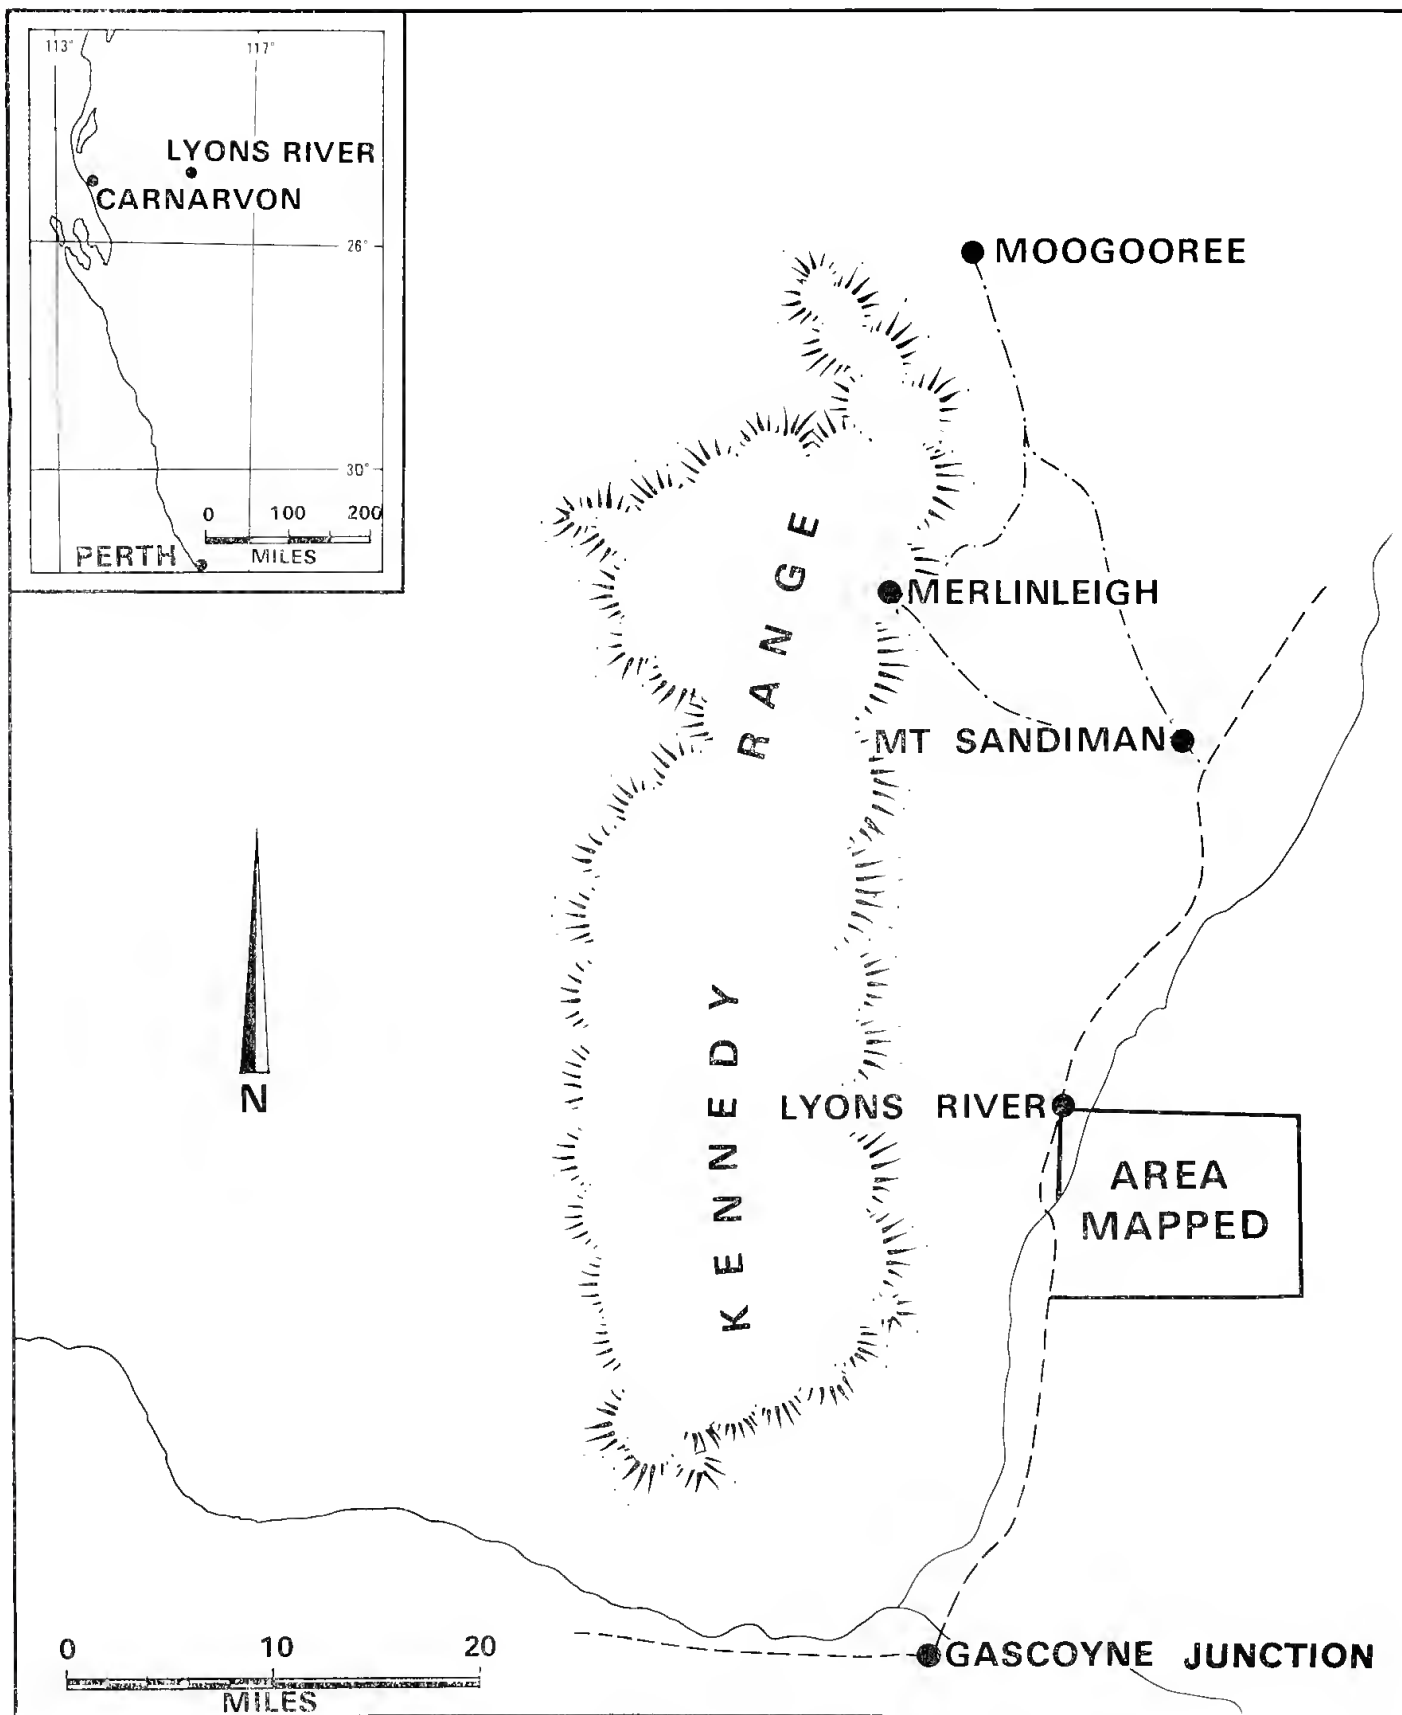 113° 117°
LYONS RIVER
CARNARVON
26°
30°
0 100 200
MILES
PERTH
MOOGOOREE
MERLINLEIGH
MT SANDIMAN
KENNEDY RANGE
N
LYONS RIVER
AREA
MAPPED
0 10 20
MILES
GASCOYNE JUNCTION